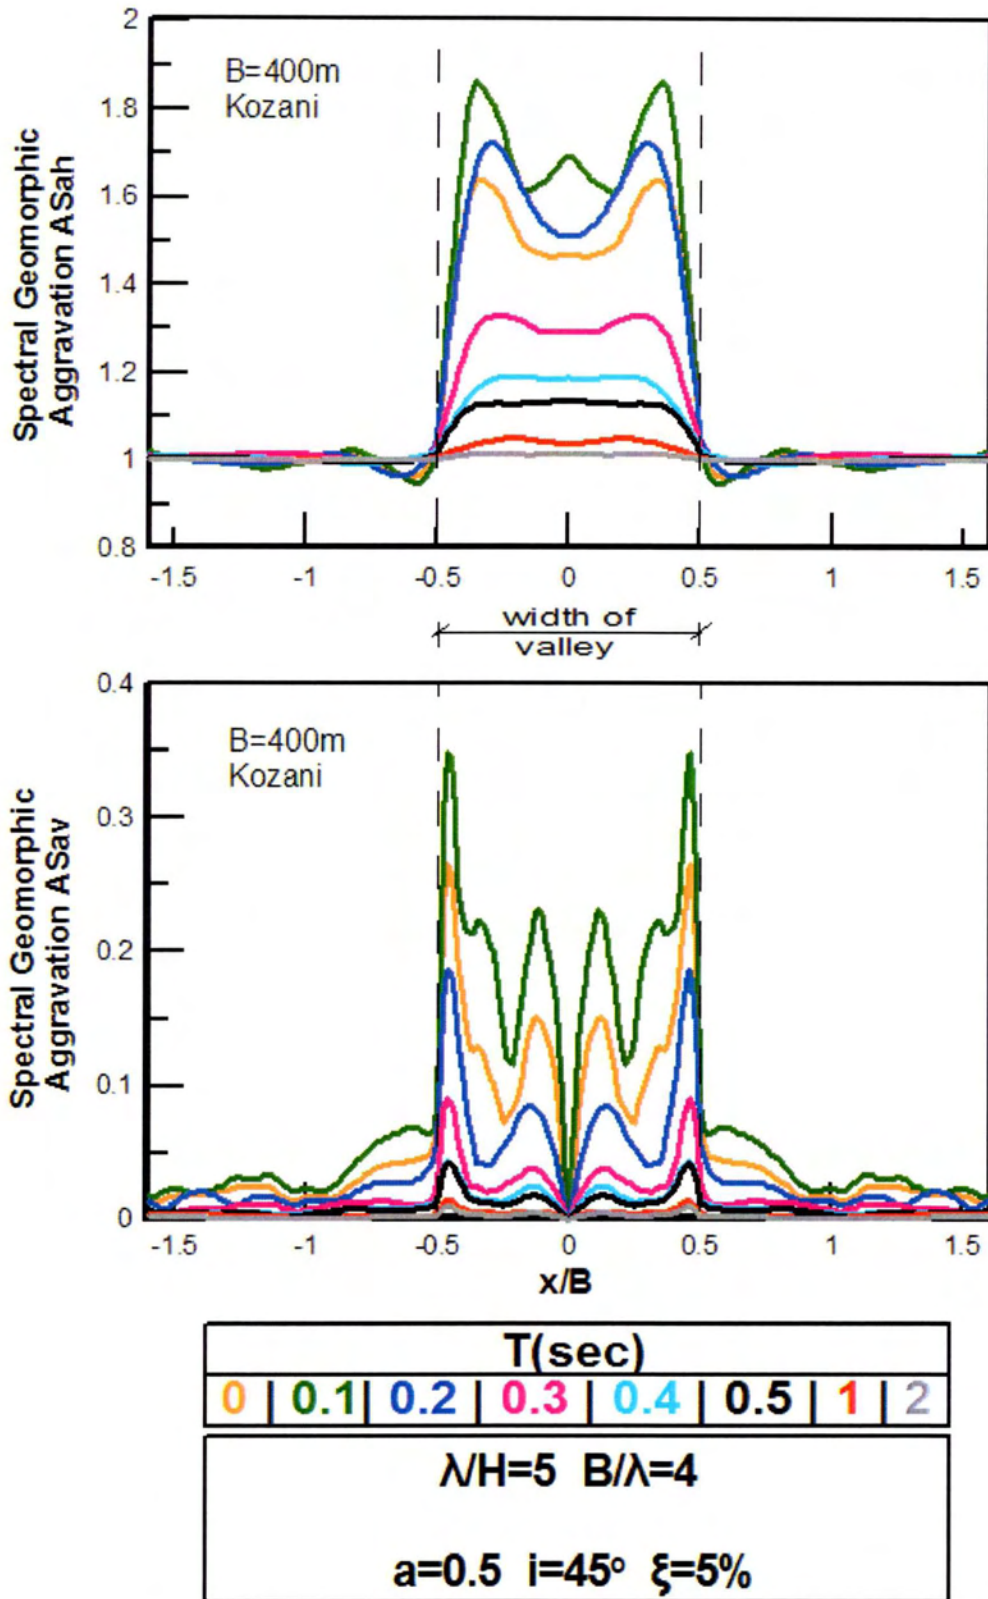 Spectral Geomorphic
Aggravation ASah
2
1.8
1.6
1.4
1.2
1
0.8
B=400m
Kozani
-1.5 -1 -0.5 0 0.5 1 1.5
width of
valley
Spectral Geomorphic
Aggravation ASav
0.4
0.3
0.2
0.1
0
B=400m
Kozani
-1.5 -1 -0.5 0 0.5 1 1.5
x/B
T(sec)
0 | 0.1 | 0.2 | 0.3 | 0.4 | 0.5 | 1 | 2
λ/H=5 B/λ=4
a=0.5 i=45° ξ=5%